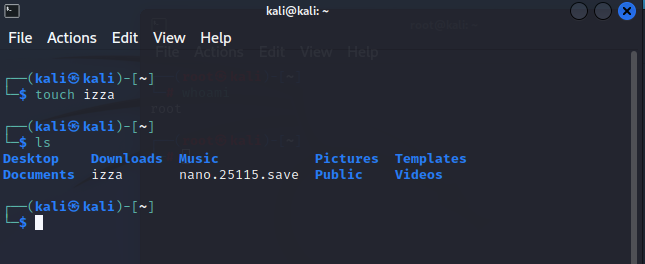 kali@kali: ~
File Actions Edit View Help
┌──(kali㉿kali)-[~]
└─$ touch izza
┌──(kali㉿kali)-[~]
└─$ ls
Desktop Downloads Music Pictures Templates
Documents izza nano.25115.save Public Videos
┌──(kali㉿kali)-[~]
└─$